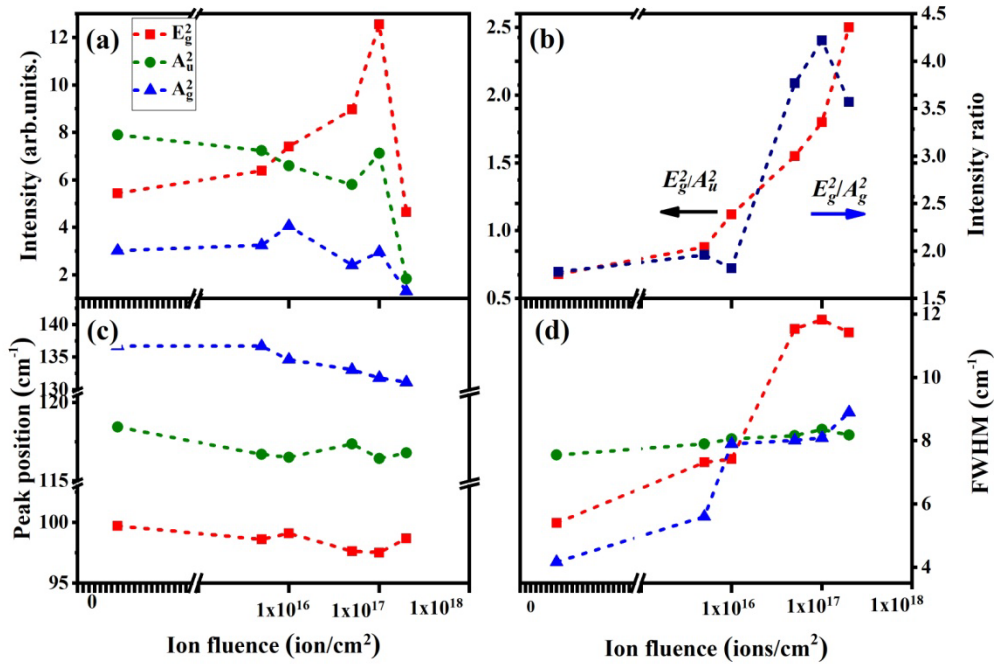 (a)
E²g
A²u
A²g
Intensity (arb.units.)
12
10
8
6
4
2
(b)
E²g/A²u
E²g/A²g
2.5
2.0
1.5
1.0
0.5
4.5
4.0
3.5
3.0
2.5
2.0
1.5
Intensity ratio
(c)
Peak position (cm⁻¹)
135
130
120
115
100
95
0
1x10¹⁶
1x10¹⁷
1x10¹⁸
Ion fluence (ion/cm²)
(d)
12
10
8
6
4
FWHM (cm⁻¹)
0
1x10¹⁶
1x10¹⁷
1x10¹⁸
Ion fluence (ions/cm²)